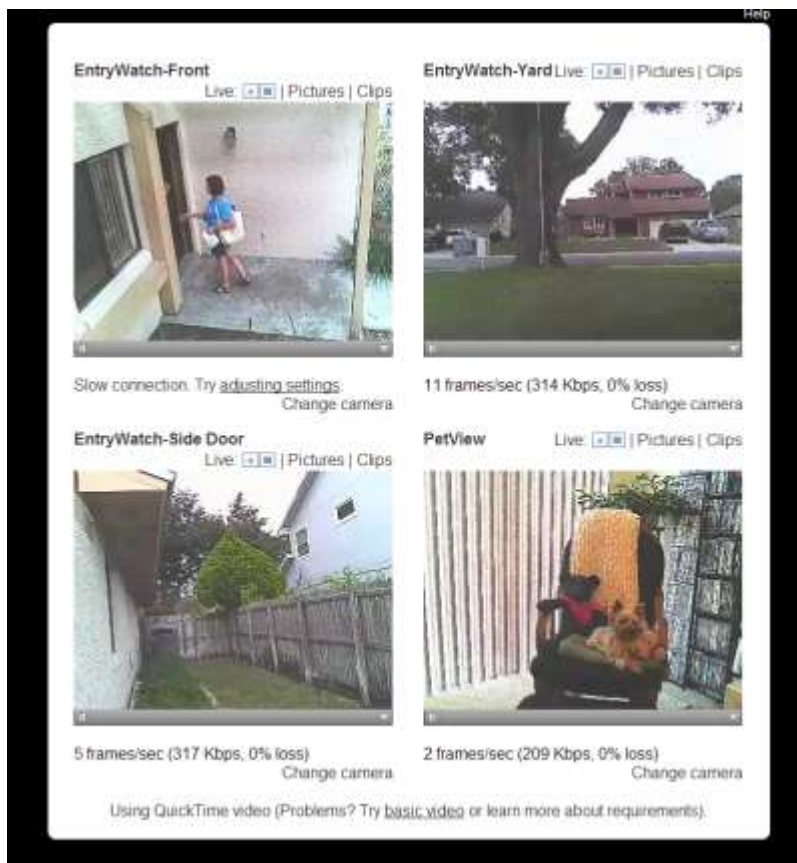 Help
EntryWatch-Front
Live: | Pictures | Clips
EntryWatch-Yard Live: | Pictures | Clips
Slow connection. Try adjusting settings.
Change camera
11 frames/sec (314 Kbps, 0% loss)
Change camera
EntryWatch-Side Door
Live: | Pictures | Clips
PetView Live: | Pictures | Clips
5 frames/sec (317 Kbps, 0% loss)
Change camera
2 frames/sec (209 Kbps, 0% loss)
Change camera
Using QuickTime video (Problems? Try basic video or learn more about requirements).